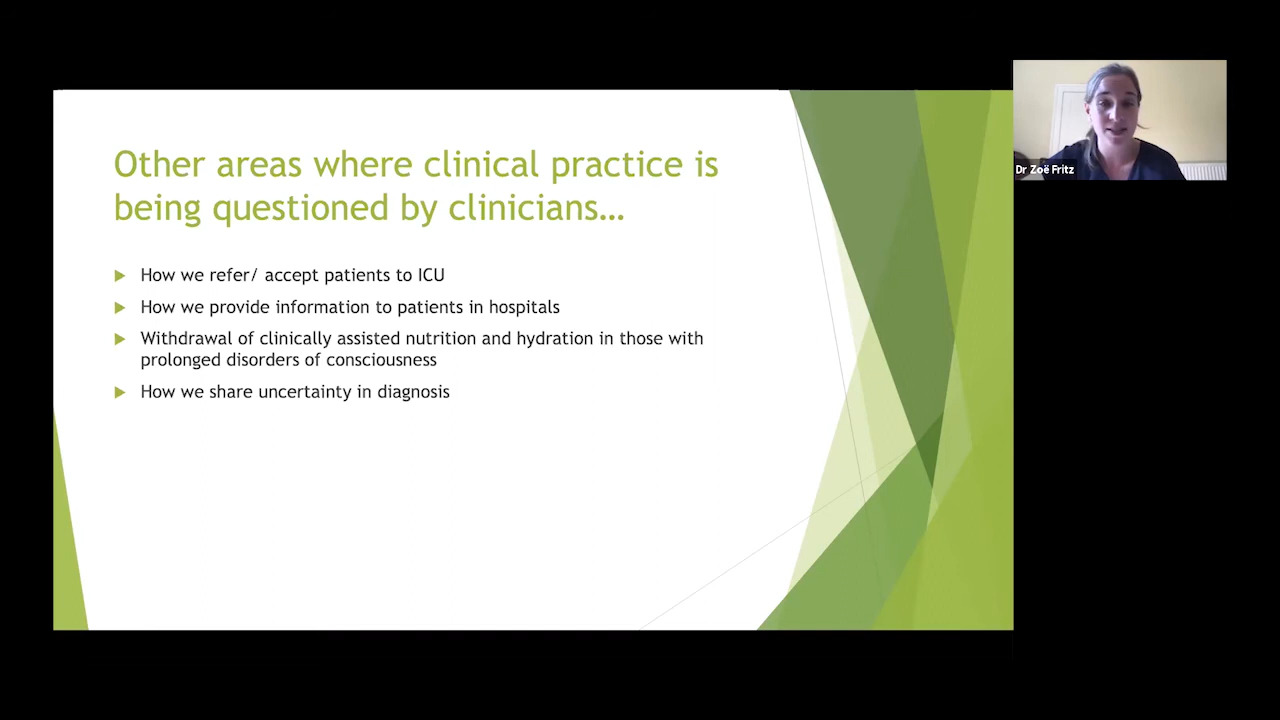 Other areas where clinical practice is
being questioned by clinicians…
How we refer/ accept patients to ICU
How we provide information to patients in hospitals
Withdrawal of clinically assisted nutrition and hydration in those with
prolonged disorders of consciousness
How we share uncertainty in diagnosis
Dr Zoë Fritz